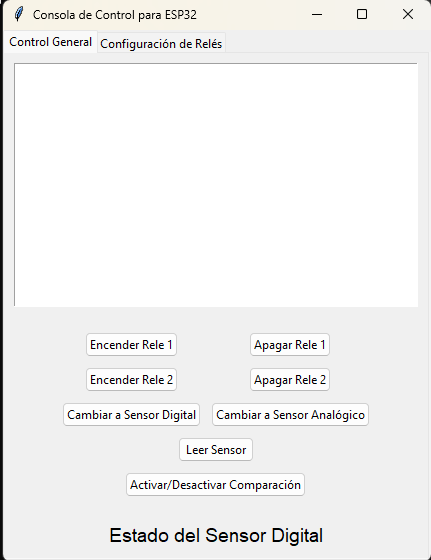 Consola de Control para ESP32
Control General Configuración de Relés
Encender Rele 1 Apagar Rele 1
Encender Rele 2 Apagar Rele 2
Cambiar a Sensor Digital Cambiar a Sensor Analógico
Leer Sensor
Activar/Desactivar Comparación
Estado del Sensor Digital